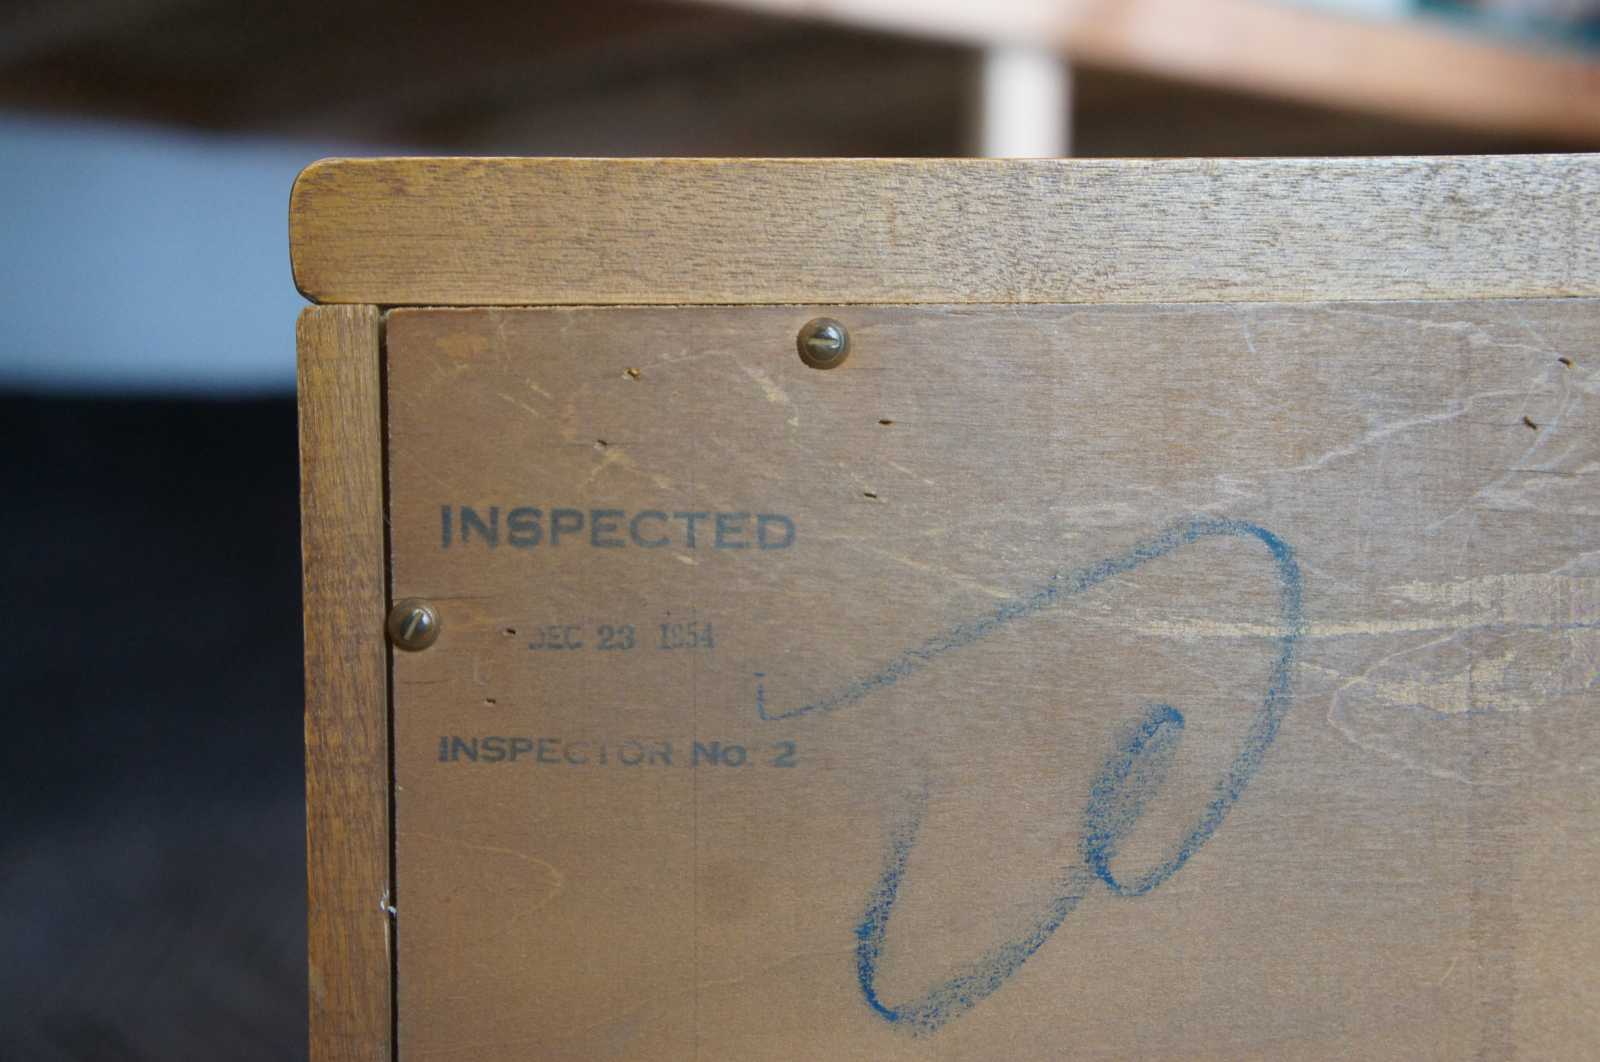 INSPECTED
DEC 23 1954
INSPECTOR No. 2